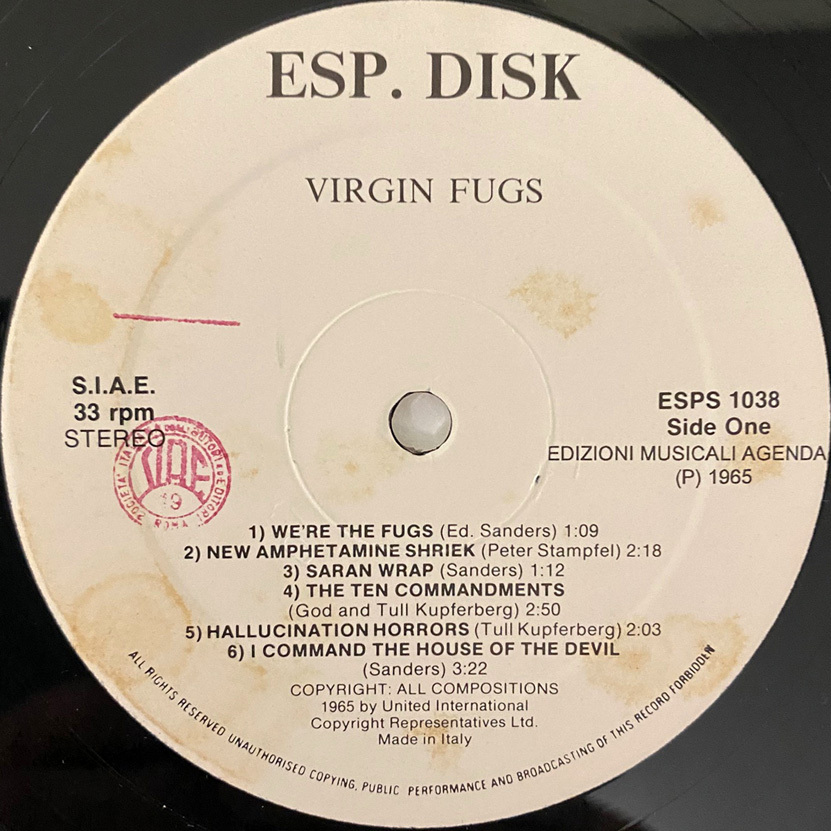 ESP. DISK
VIRGIN FUGS
S.I.A.E.
33 rpm
STEREO
ESPS 1038
Side One
EDIZIONI MUSICALI AGENDA
(P) 1965
SIAE
19
ROMA
1) WE'RE THE FUGS (Ed. Sanders) 1:09
2) NEW AMPHETAMINE SHRIEK (Peter Stampfel) 2:18
3) SARAN WRAP (Sanders) 1:12
4) THE TEN COMMANDMENTS
(God and Tull Kupferberg) 2:50
5) HALLUCINATION HORRORS (Tull Kupferberg) 2:03
6) I COMMAND THE HOUSE OF THE DEVIL
(Sanders) 3:22
COPYRIGHT: ALL COMPOSITIONS
1965 by United International
Copyright Representatives Ltd.
Made in Italy
ALL RIGHTS RESERVED UNAUTHORISED COPYING, PUBLIC PERFORMANCE AND BROADCASTING OF THIS RECORD FORBIDDEN